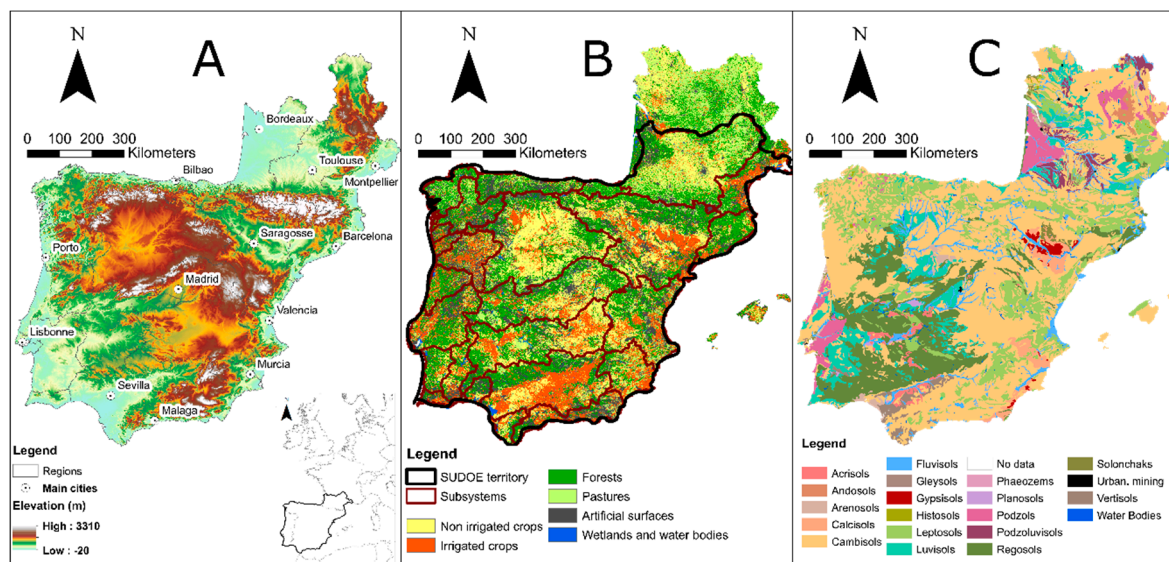 A
N
0 100 200 300
Kilometers
Bordeaux
Toulouse
Montpellier
Bilbao
Saragosse
Barcelona
Porto
Madrid
Valencia
Lisbonne
Murcia
Sevilla
Malaga
Legend
Regions
Main cities
Elevation (m)
High : 3310
Low : -20
B
N
0 100 200 300
Kilometers
Legend
SUDOE territory
Subsystems
Non irrigated crops
Irrigated crops
Forests
Pastures
Artificial surfaces
Wetlands and water bodies
C
N
0 100 200 300
Kilometers
Legend
Acrisols
Andosols
Arenosols
Calcisols
Cambisols
Fluvisols
Gleysols
Gypsisols
Histosols
Leptosols
Luvisols
No data
Phaeozems
Planosols
Podzols
Podzoluvisols
Regosols
Solonchaks
Urban. mining
Vertisols
Water Bodies